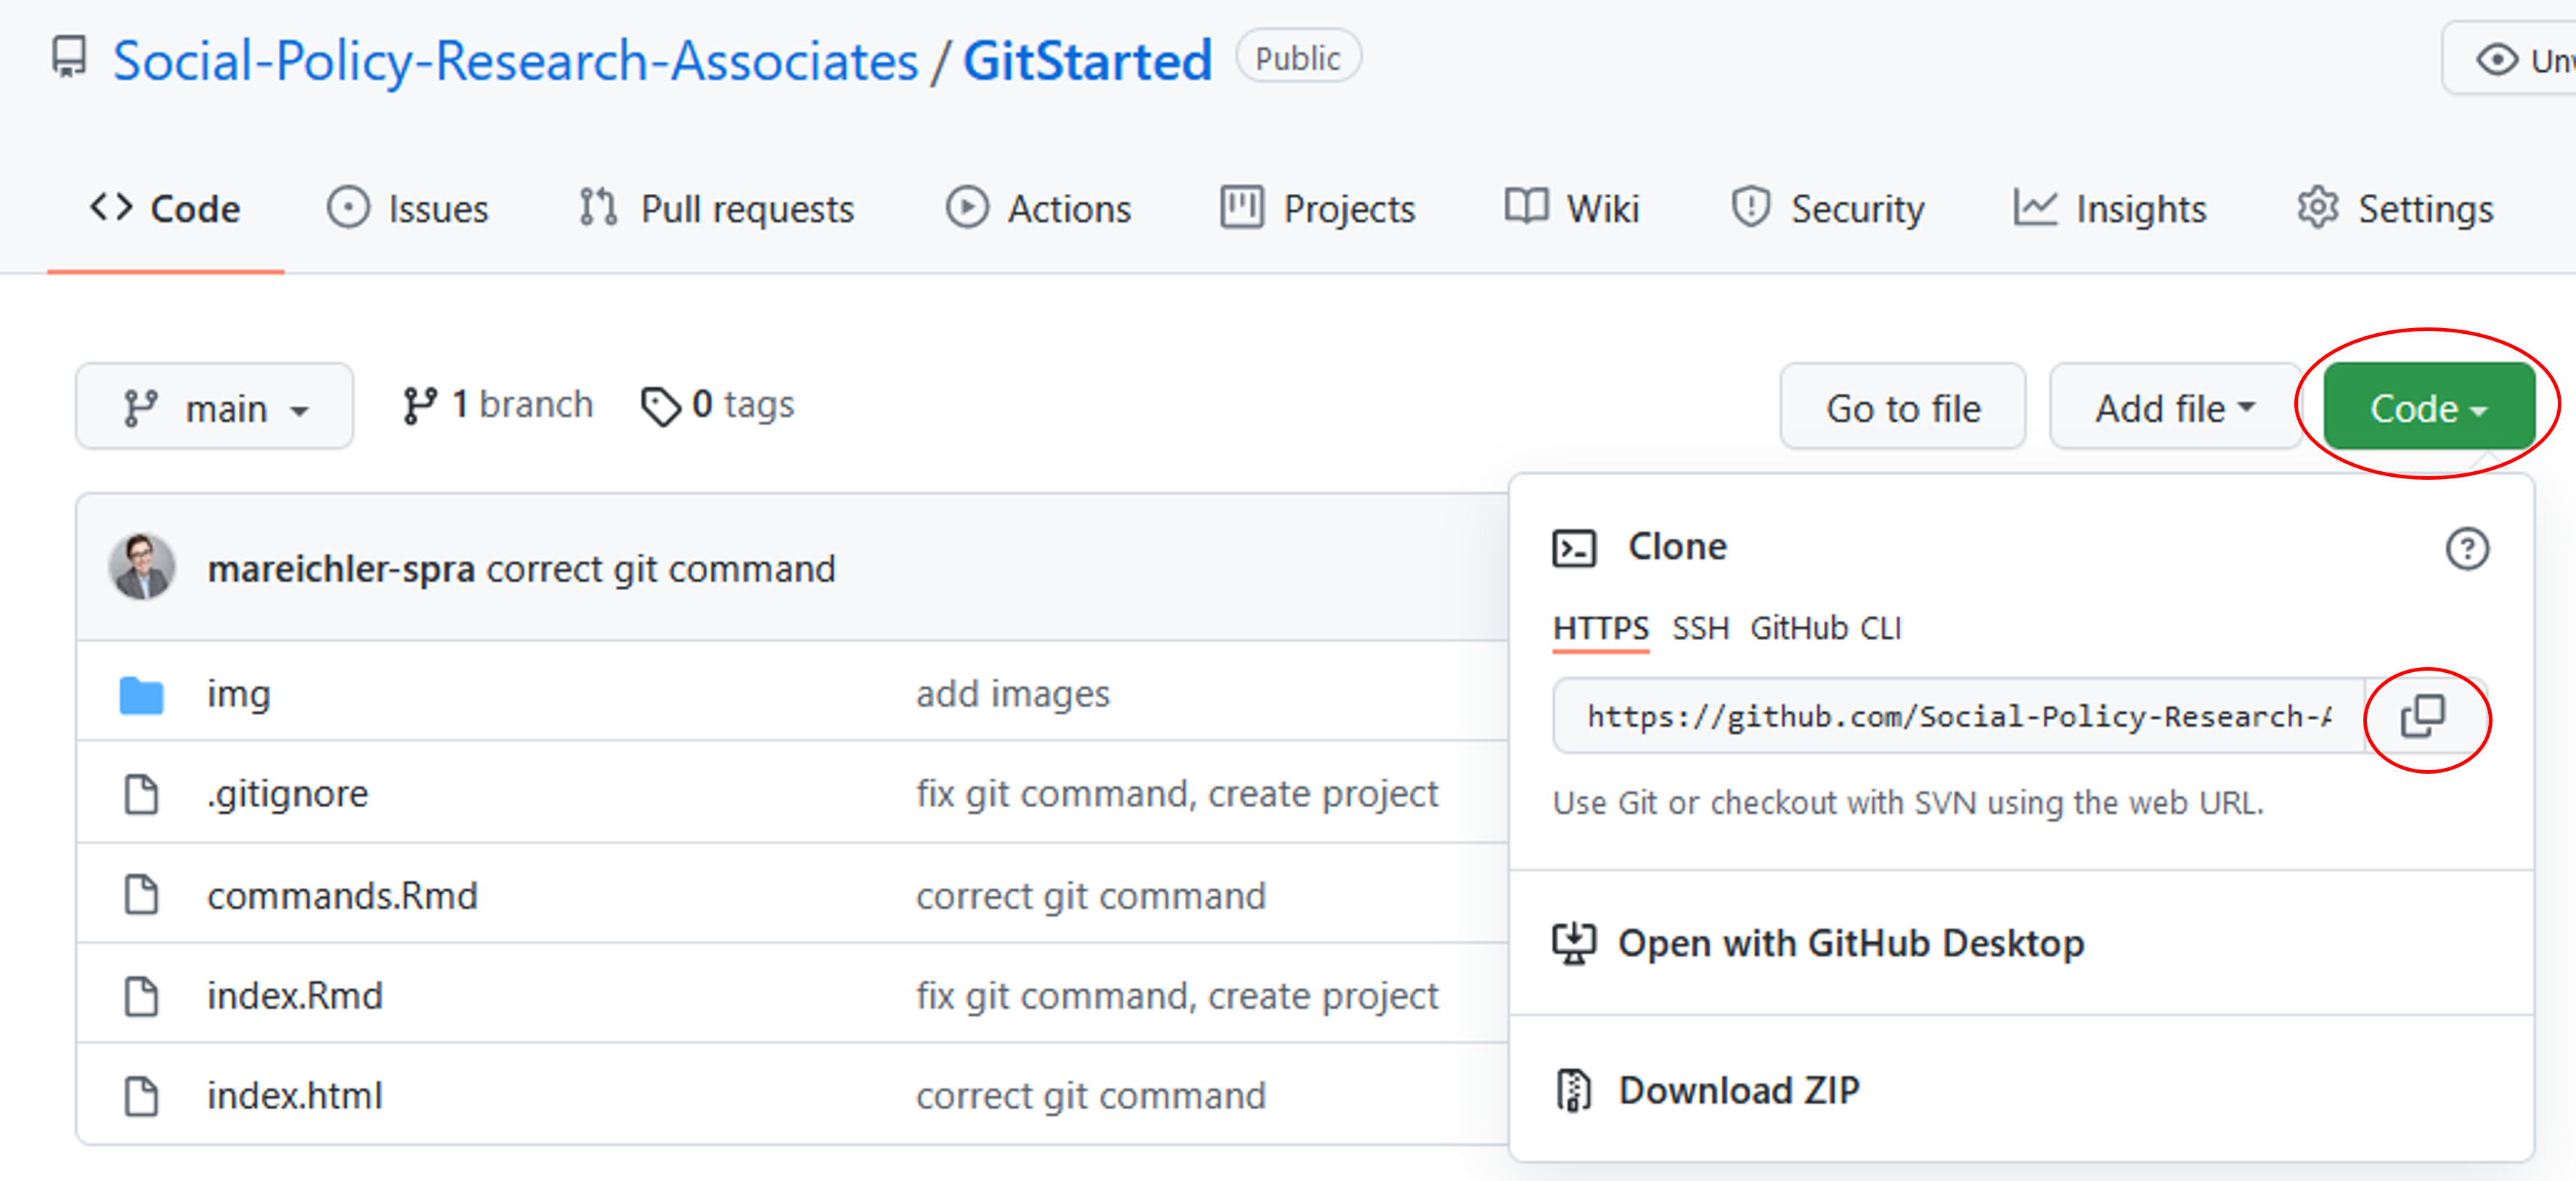 Social-Policy-Research-Associates / GitStarted Public
Code Issues Pull requests Actions Projects Wiki Security Insights Settings
main 1 branch 0 tags Go to file Add file Code
mareichler-spra correct git command
img add images
.gitignore fix git command, create project
commands.Rmd correct git command
index.Rmd fix git command, create project
index.html correct git command
Clone
HTTPS SSH GitHub CLI
https://github.com/Social-Policy-Research-A
Use Git or checkout with SVN using the web URL.
Open with GitHub Desktop
Download ZIP